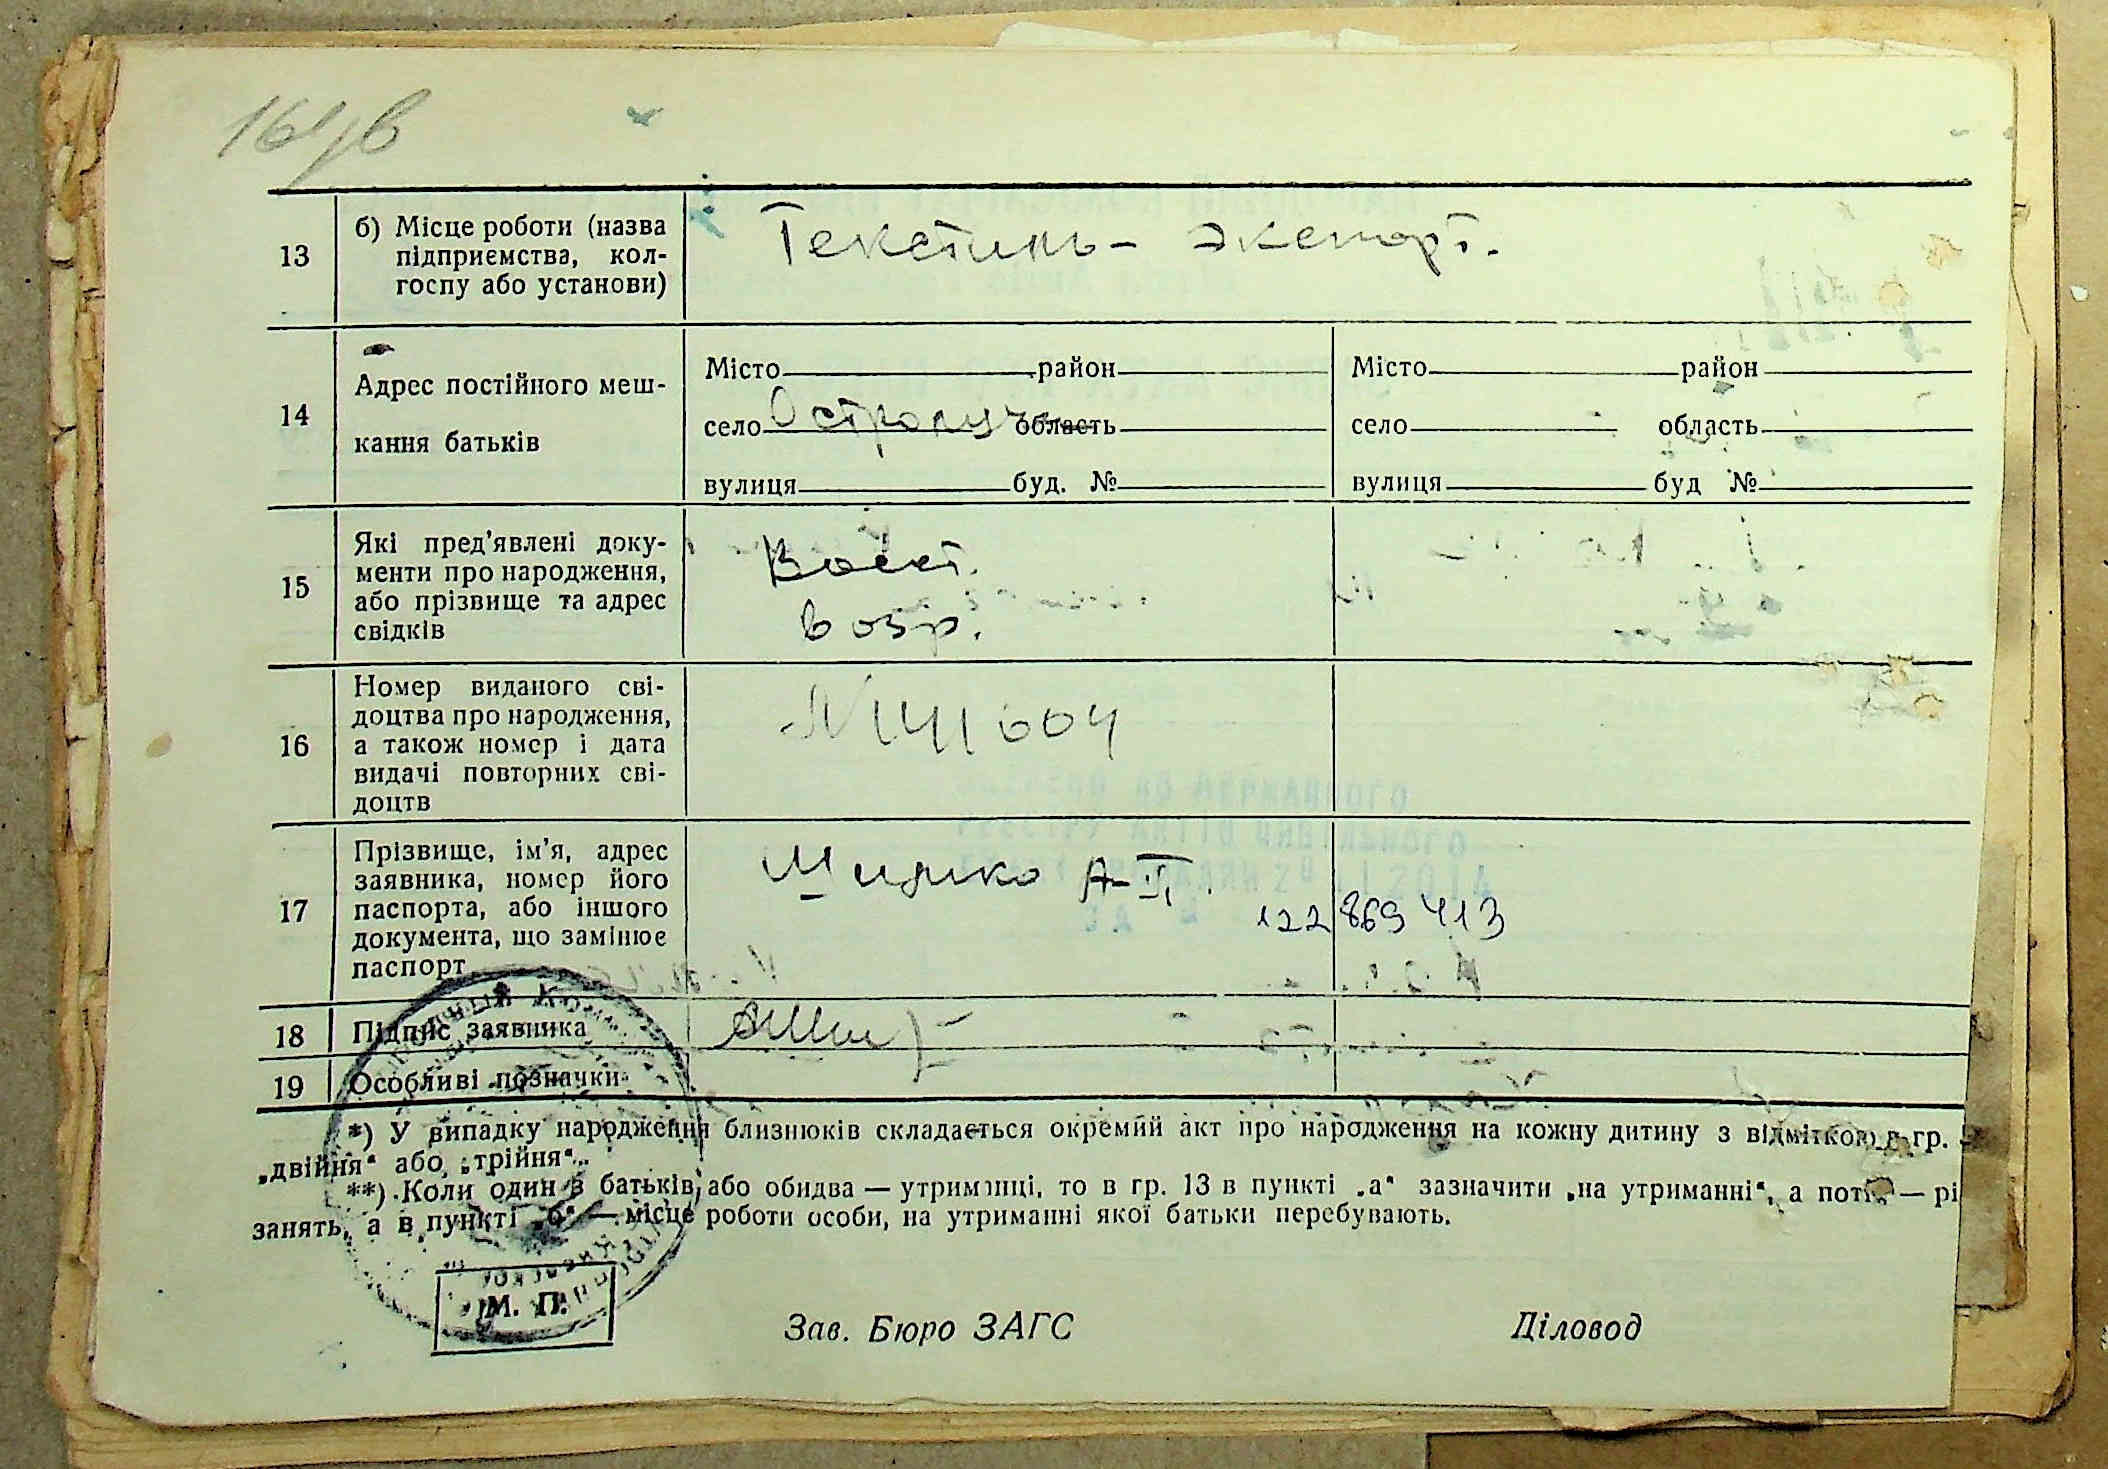 164/в
13
б) Місце роботи (назва
підприємства, кол-
госпу або установи)
Текстиль - экспорт.
14
Адрес постійного меш-
кання батьків
Місто район
село область
вулиця буд. №
Місто район
село область
вулиця буд №
15
Які пред'явлені доку-
менти про народження,
або прізвище та адрес
свідків
Восст.
возр.
16
Номер виданого сві-
доцтва про народження,
а також номер і дата
видачі повторних сві-
доцтв
№ 141004
17
Прізвище, ім'я, адрес
заявника, номер його
паспорта, або іншого
документа, що замінює
паспорт
А-П.
122 869 413
18
Підпис заявника
19
Особливі позначки
*) У випадку народження близнюків складається окремий акт про народження на кожну дитину з відміткою в гр.
„двійня“ або „трійня“.
**) Коли один з батьків, або обидва — утриманці, то в гр. 13 в пункті „а“ зазначити „на утриманні“, а потім — рі
занять, а в пункті „б“ — місце роботи особи, на утриманні якої батьки перебувають.
М. П.
Зав. Бюро ЗАГС
Діловод